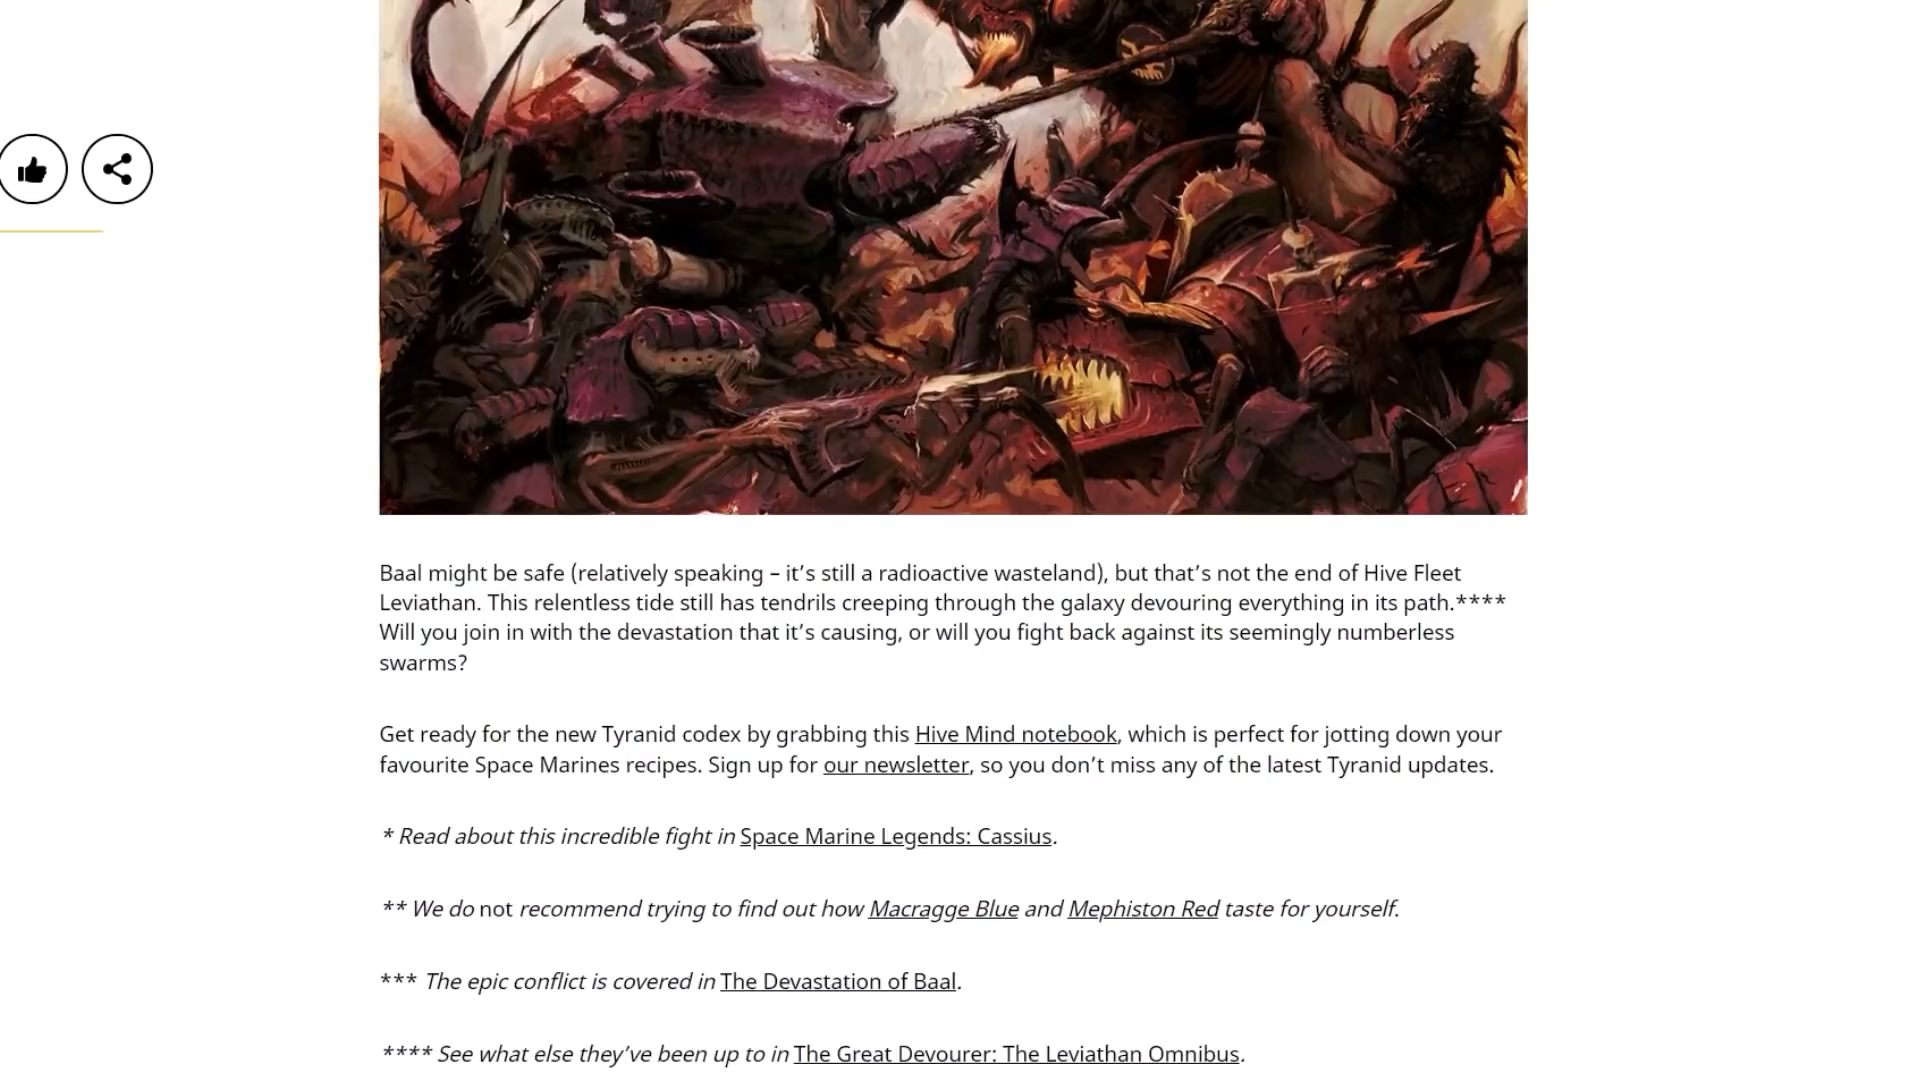 Baal might be safe (relatively speaking – it’s still a radioactive wasteland), but that’s not the end of Hive Fleet
Leviathan. This relentless tide still has tendrils creeping through the galaxy devouring everything in its path.****
Will you join in with the devastation that it’s causing, or will you fight back against its seemingly numberless
swarms?
Get ready for the new Tyranid codex by grabbing this Hive Mind notebook, which is perfect for jotting down your
favourite Space Marines recipes. Sign up for our newsletter, so you don’t miss any of the latest Tyranid updates.
* Read about this incredible fight in Space Marine Legends: Cassius.
** We do not recommend trying to find out how Macragge Blue and Mephiston Red taste for yourself.
*** The epic conflict is covered in The Devastation of Baal.
**** See what else they’ve been up to in The Great Devourer: The Leviathan Omnibus.